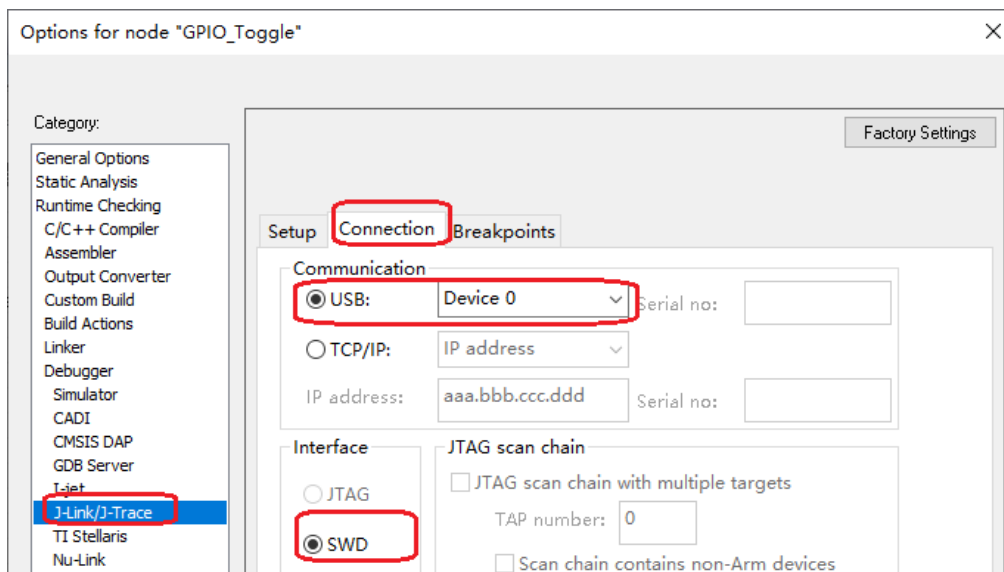 Options for node "GPIO_Toggle"
Category:
Factory Settings
General Options
Static Analysis
Runtime Checking
C/C++ Compiler
Assembler
Output Converter
Custom Build
Build Actions
Linker
Debugger
Simulator
CADI
CMSIS DAP
GDB Server
I-jet
J-Link/J-Trace
TI Stellaris
Nu-Link
Setup
Connection
Breakpoints
Communication
USB:
Device 0
Serial no:
TCP/IP:
IP address
IP address:
aaa.bbb.ccc.ddd
Serial no:
Interface
JTAG
SWD
JTAG scan chain
JTAG scan chain with multiple targets
TAP number:
0
Scan chain contains non-Arm devices